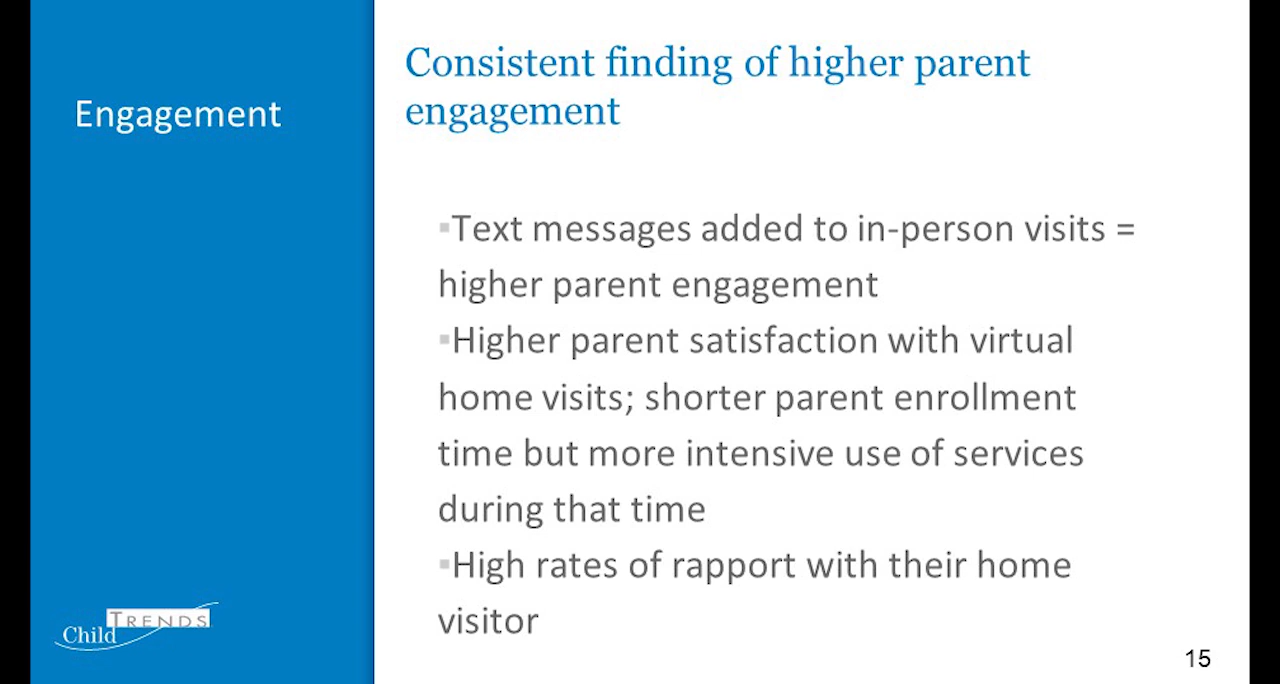 Engagement
Consistent finding of higher parent
engagement
▪Text messages added to in-person visits =
higher parent engagement
▪Higher parent satisfaction with virtual
home visits; shorter parent enrollment
time but more intensive use of services
during that time
▪High rates of rapport with their home
visitor
Child TRENDS
15